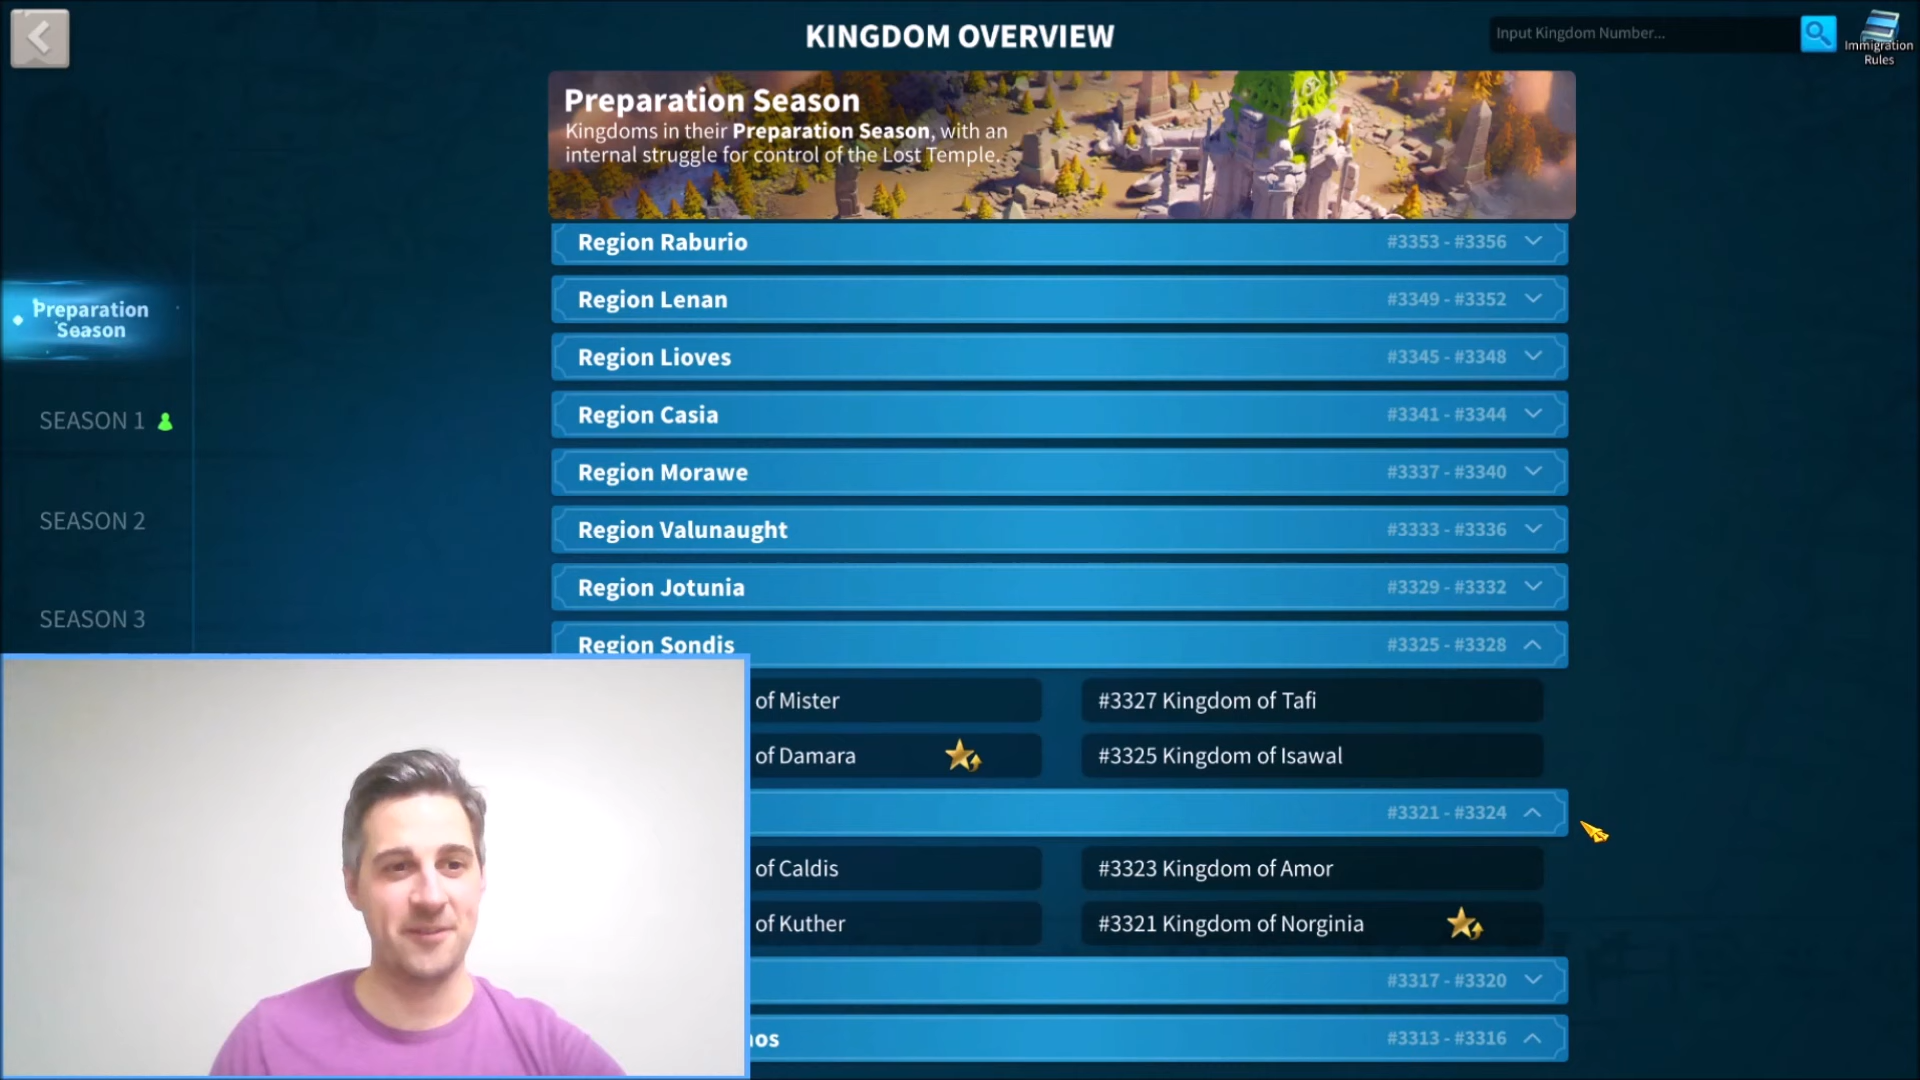 KINGDOM OVERVIEW
Input Kingdom Number...
Immigration
Rules
Preparation Season
Kingdoms in their Preparation Season, with an
internal struggle for control of the Lost Temple.
Preparation
Season
SEASON 1
SEASON 2
SEASON 3
Region Raburio #3353 - #3356
Region Lenan #3349 - #3352
Region Lioves #3345 - #3348
Region Casia #3341 - #3344
Region Morawe #3337 - #3340
Region Valunaught #3333 - #3336
Region Jotunia #3329 - #3332
Region Sondis #3325 - #3328
of Mister #3327 Kingdom of Tafi
of Damara #3325 Kingdom of Isawal
#3321 - #3324
of Caldis #3323 Kingdom of Amor
of Kuther #3321 Kingdom of Norginia
#3317 - #3320
os #3313 - #3316